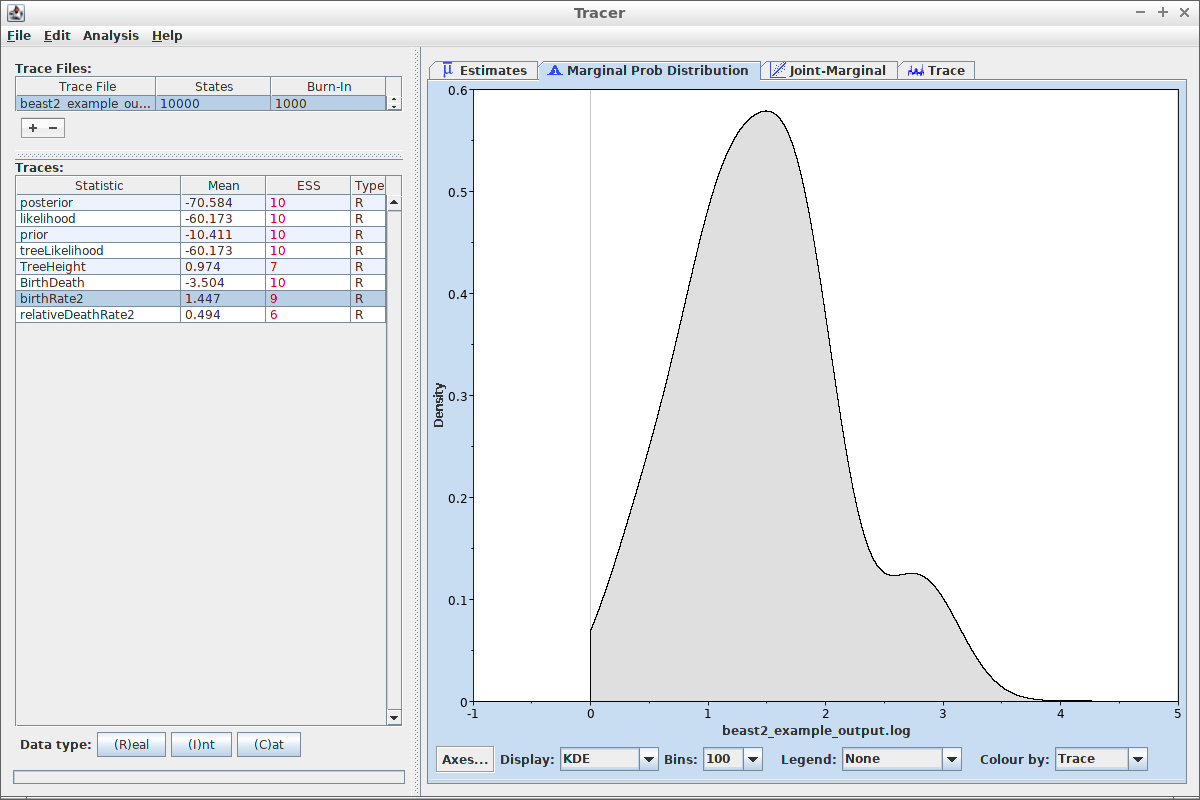 Tracer
File Edit Analysis Help
Trace Files:
Trace File States Burn-In
beast2_example_ou... 10000 1000
+ −
Traces:
Statistic Mean ESS Type
posterior -70.584 10 R
likelihood -60.173 10 R
prior -10.411 10 R
treeLikelihood -60.173 10 R
TreeHeight 0.974 7 R
BirthDeath -3.504 10 R
birthRate2 1.447 9 R
relativeDeathRate2 0.494 6 R
Data type: (R)eal (I)nt (C)at
μ Estimates Marginal Prob Distribution Joint-Marginal Trace
0.6
0.5
0.4
0.3
0.2
0.1
0
Density
-1 0 1 2 3 4 5
beast2_example_output.log
Axes... Display: KDE Bins: 100 Legend: None Colour by: Trace